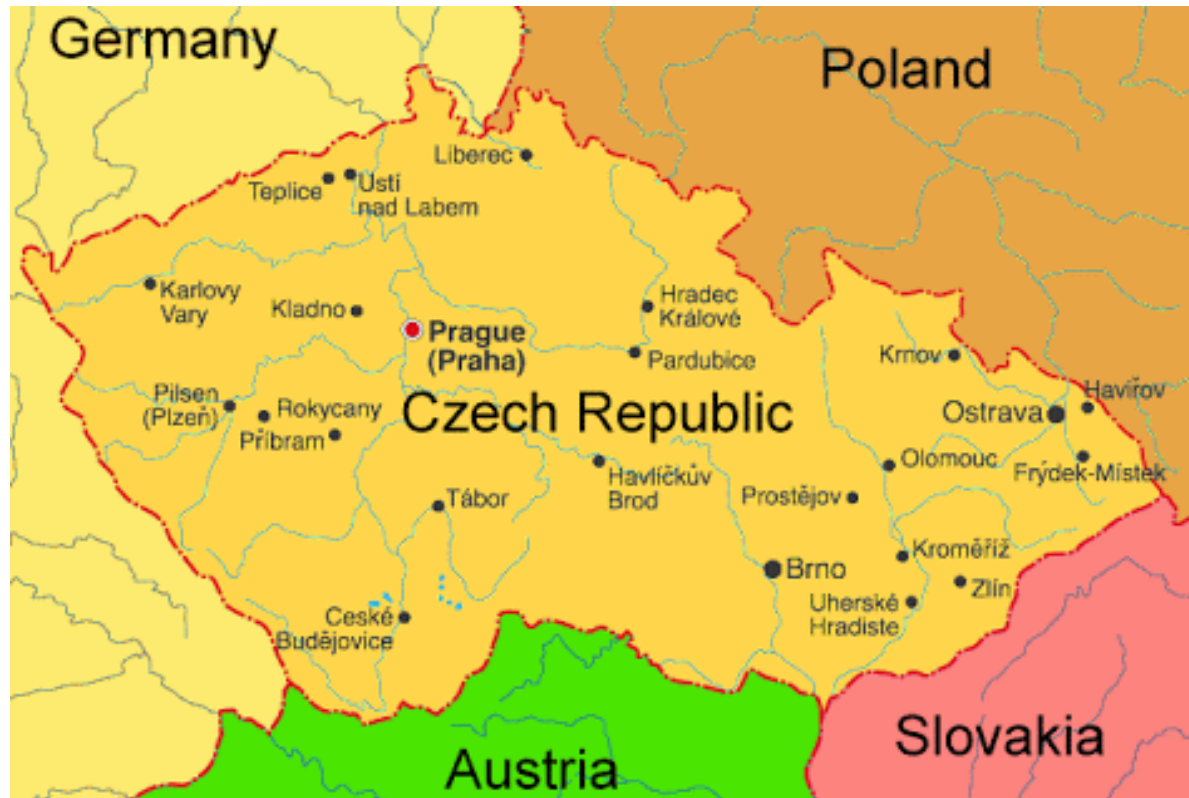 Germany
Poland
Liberec
Teplice
Ústí
nad Labem
Karlovy
Vary
Kladno
Hradec
Králové
Prague
(Praha)
Pardubice
Krnov
Havířov
Pilsen
(Plzeň)
Rokycany
Czech Republic
Ostrava
Příbram
Olomouc
Frýdek-Místek
Havlíčkův
Brod
Tábor
Prostějov
Kroměříž
Brno
Zlín
Uherské
Hradiste
České
Budějovice
Slovakia
Austria